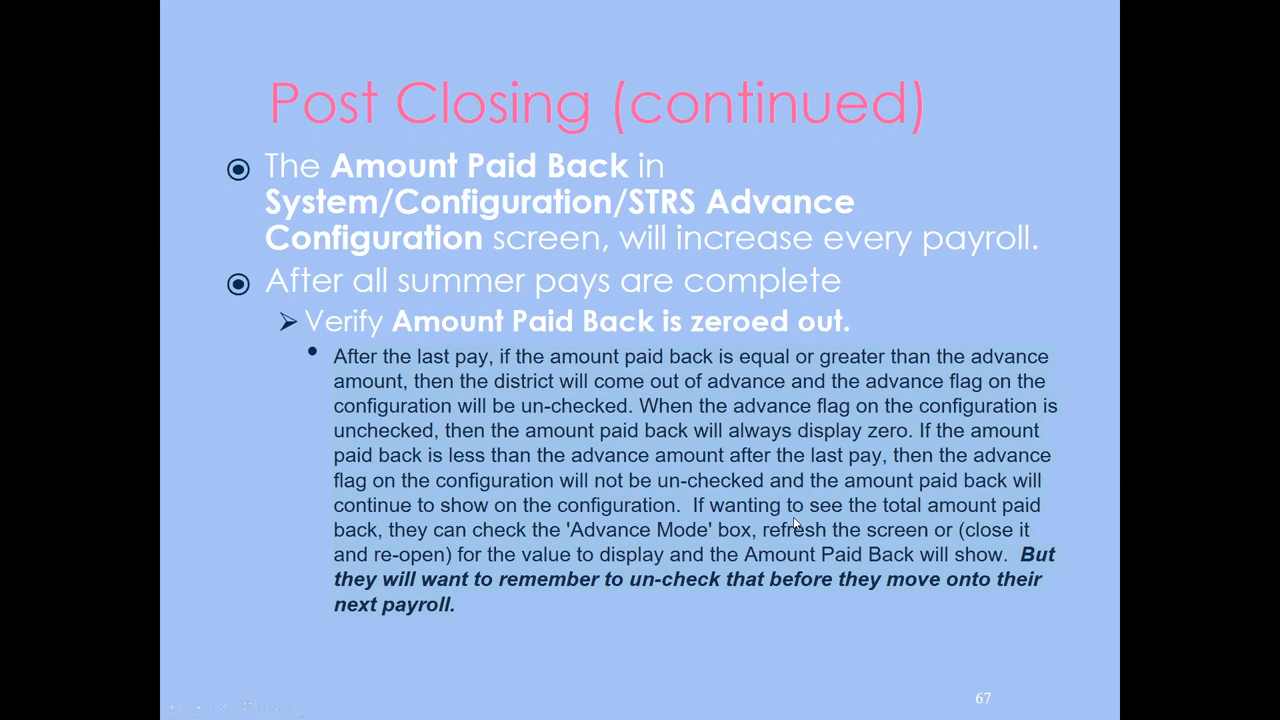 Post Closing (continued)
The Amount Paid Back in
System/Configuration/STRS Advance
Configuration screen, will increase every payroll.
After all summer pays are complete
Verify Amount Paid Back is zeroed out.
After the last pay, if the amount paid back is equal or greater than the advance
amount, then the district will come out of advance and the advance flag on the
configuration will be un-checked. When the advance flag on the configuration is
unchecked, then the amount paid back will always display zero. If the amount
paid back is less than the advance amount after the last pay, then the advance
flag on the configuration will not be un-checked and the amount paid back will
continue to show on the configuration.  If wanting to see the total amount paid
back, they can check the 'Advance Mode' box, refresh the screen or (close it
and re-open) for the value to display and the Amount Paid Back will show.  But
they will want to remember to un-check that before they move onto their
next payroll.
67